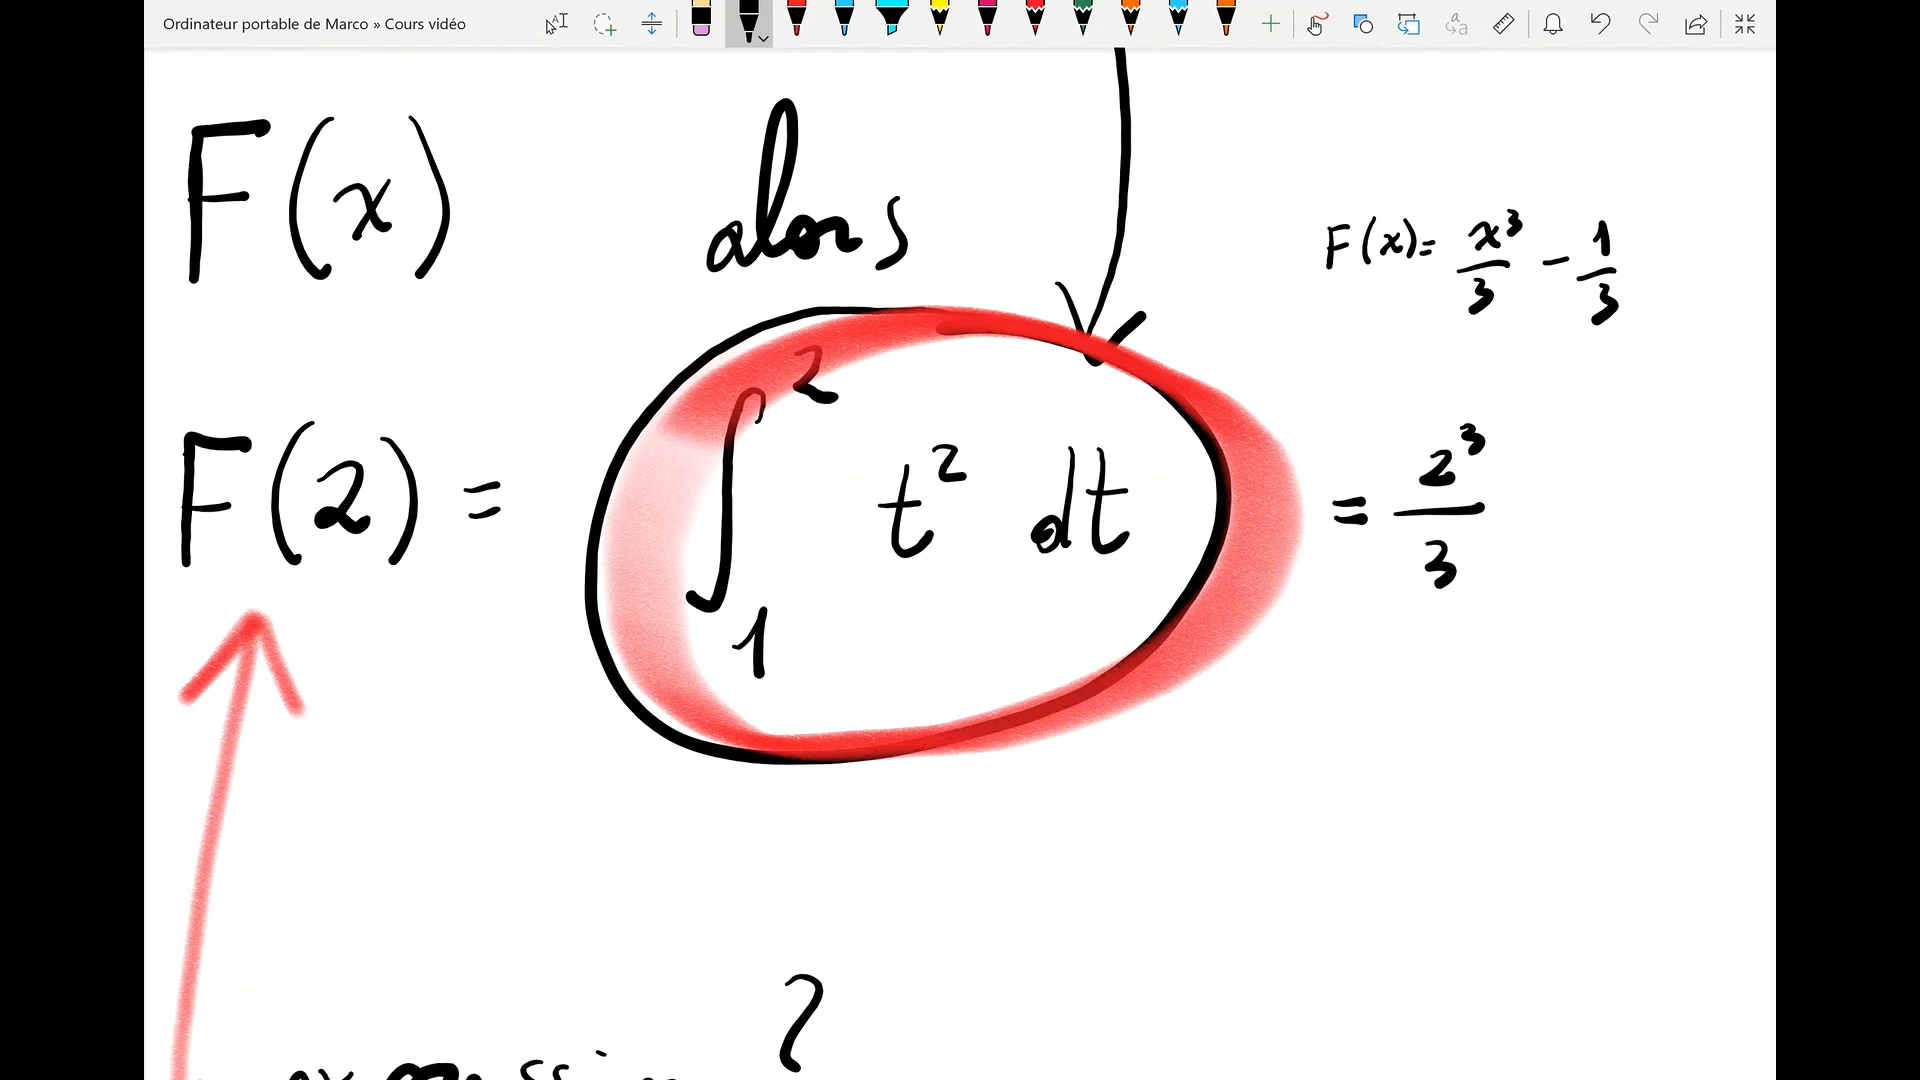 Ordinateur portable de Marco » Cours vidéo
F(x) alors
F(x) = x³/3 - 1/3
F(2) = ∫₁² t² dt = 2³/3
?